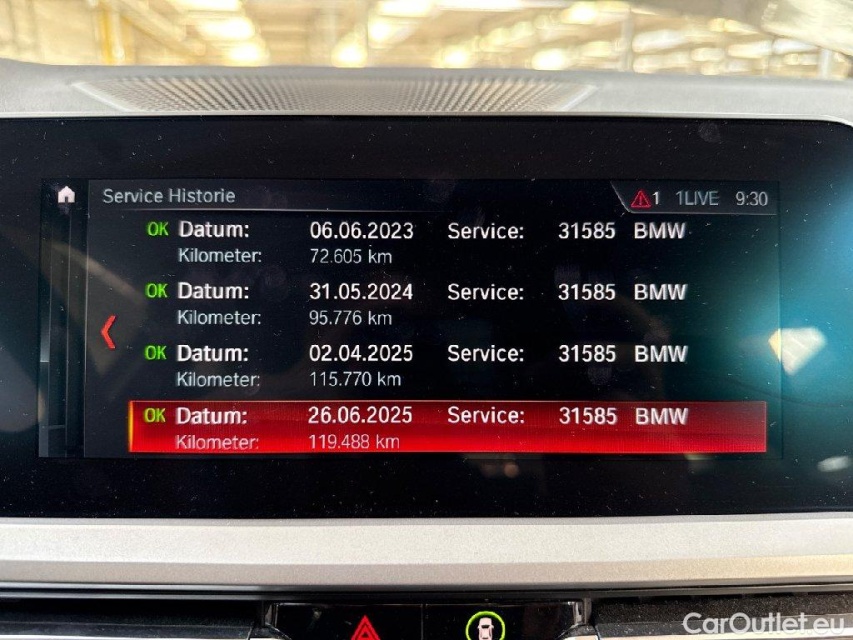 Service Historie 1 1LIVE 9:30
OK Datum: 06.06.2023 Service: 31585 BMW
Kilometer: 72.605 km
OK Datum: 31.05.2024 Service: 31585 BMW
Kilometer: 95.776 km
OK Datum: 02.04.2025 Service: 31585 BMW
Kilometer: 115.770 km
OK Datum: 26.06.2025 Service: 31585 BMW
Kilometer: 119.488 km
CarOutlet.eu